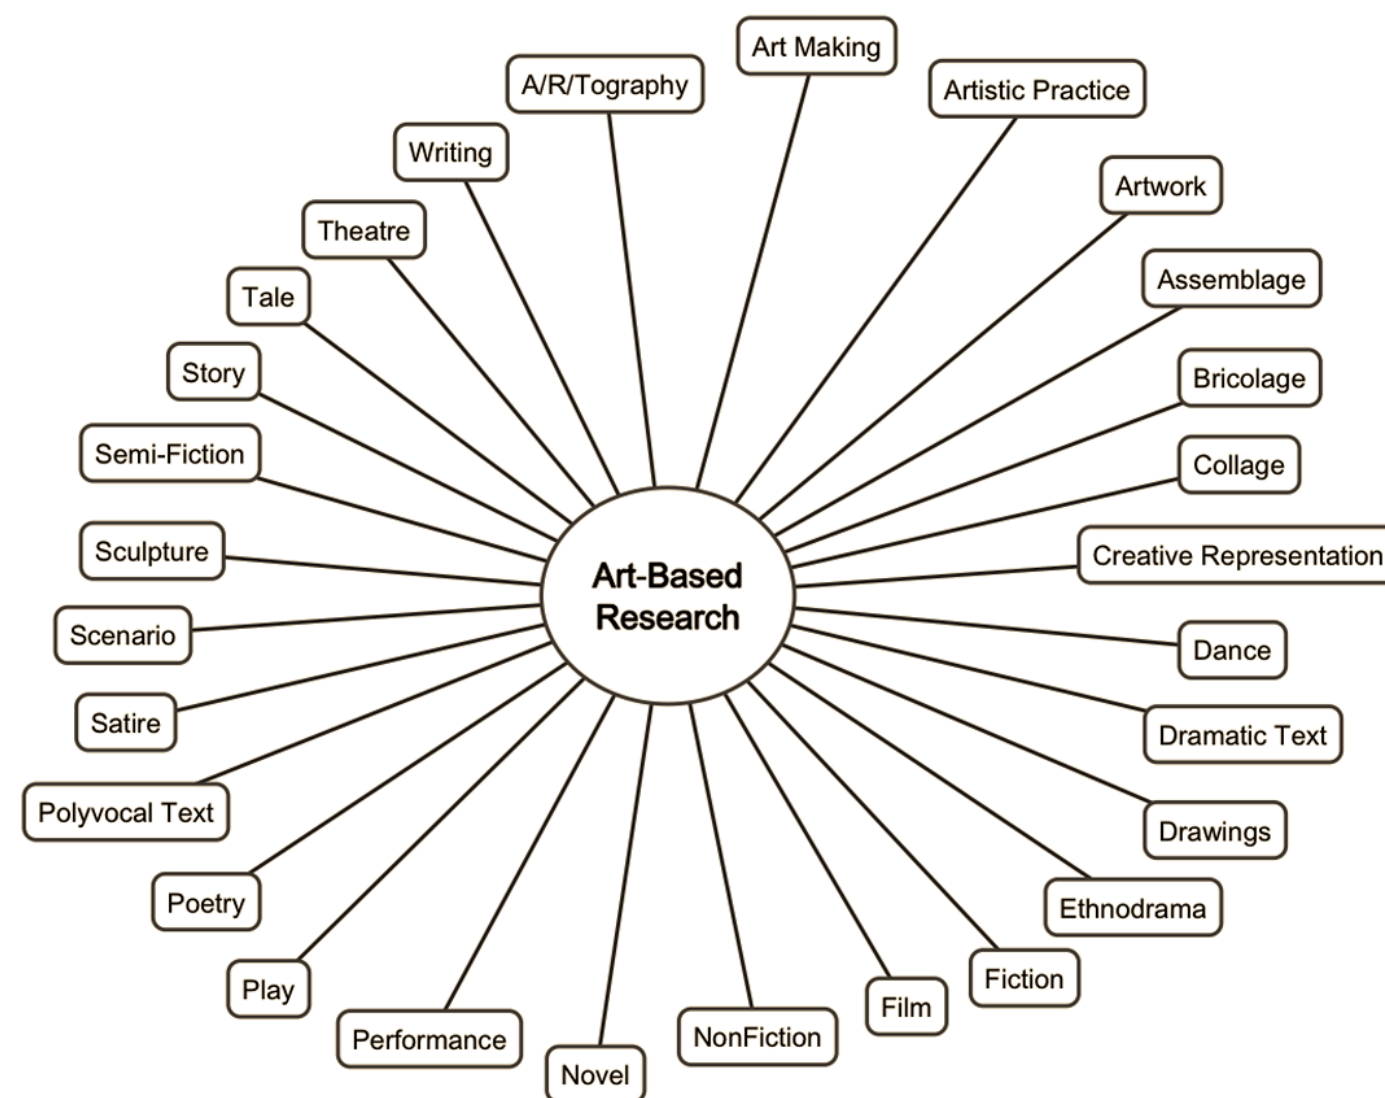 Art Making
A/R/Tography
Artistic Practice
Writing
Artwork
Theatre
Assemblage
Tale
Story
Bricolage
Semi-Fiction
Collage
Sculpture
Creative Representation
Art-Based
Research
Scenario
Dance
Satire
Dramatic Text
Polyvocal Text
Drawings
Poetry
Ethnodrama
Play
Fiction
Film
Performance
NonFiction
Novel